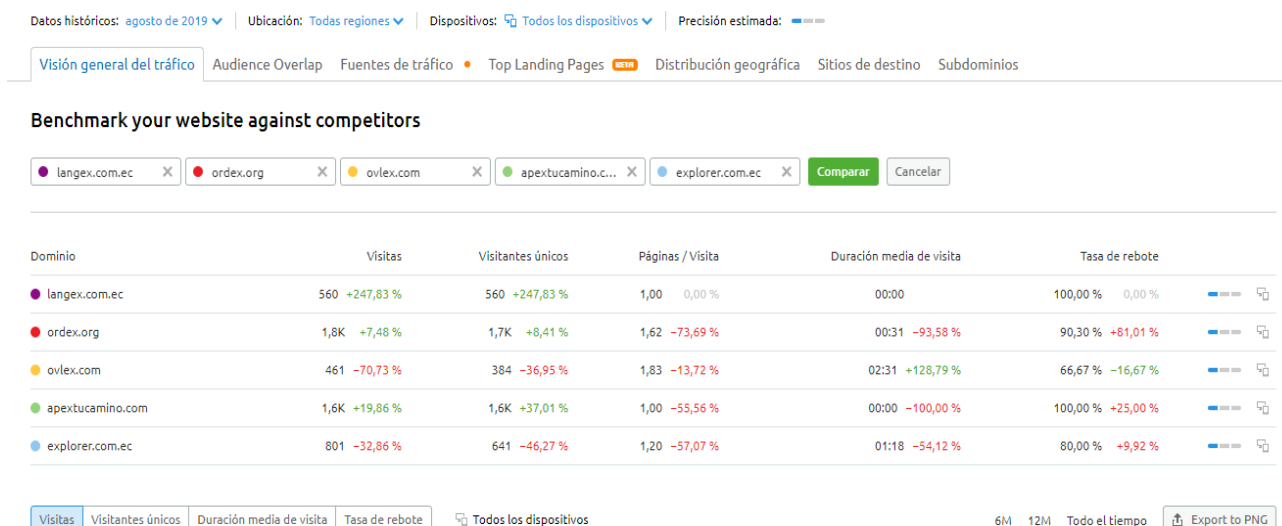 Datos históricos: agosto de 2019 Ubicación: Todas regiones Dispositivos: Todos los dispositivos Precisión estimada:
Visión general del tráfico Audience Overlap Fuentes de tráfico Top Landing Pages BETA Distribución geográfica Sitios de destino Subdominios
Benchmark your website against competitors
langex.com.ec ordex.org ovlex.com apextucamino.c... explorer.com.ec Comparar Cancelar
Dominio Visitas Visitantes únicos Páginas / Visita Duración media de visita Tasa de rebote
langex.com.ec 560 +247,83 % 560 +247,83 % 1,00 0,00 % 00:00 100,00 % 0,00 %
ordex.org 1,8K +7,48 % 1,7K +8,41 % 1,62 −73,69 % 00:31 −93,58 % 90,30 % +81,01 %
ovlex.com 461 −70,73 % 384 −36,95 % 1,83 −13,72 % 02:31 +128,79 % 66,67 % −16,67 %
apextucamino.com 1,6K +19,86 % 1,6K +37,01 % 1,00 −55,56 % 00:00 −100,00 % 100,00 % +25,00 %
explorer.com.ec 801 −32,86 % 641 −46,27 % 1,20 −57,07 % 01:18 −54,12 % 80,00 % +9,92 %
Visitas Visitantes únicos Duración media de visita Tasa de rebote Todos los dispositivos 6M 12M Todo el tiempo Export to PNG